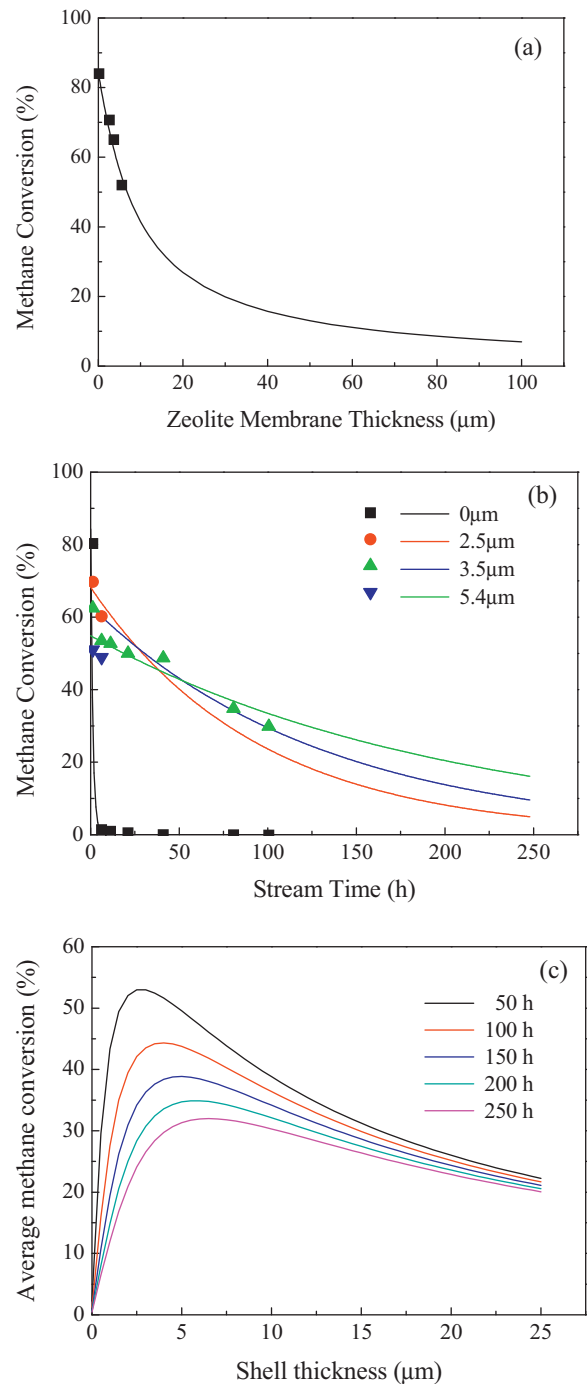 (a)
100
80
60
40
20
0
Methane Conversion (%)
0 20 40 60 80 100
Zeolite Membrane Thickness (μm)
(b)
100
80
60
40
20
0
Methane Conversion (%)
0μm
2.5μm
3.5μm
5.4μm
0 50 100 150 200 250
Stream Time (h)
(c)
60
50
40
30
20
10
0
Average methane conversion (%)
50 h
100 h
150 h
200 h
250 h
0 5 10 15 20 25
Shell thickness (μm)